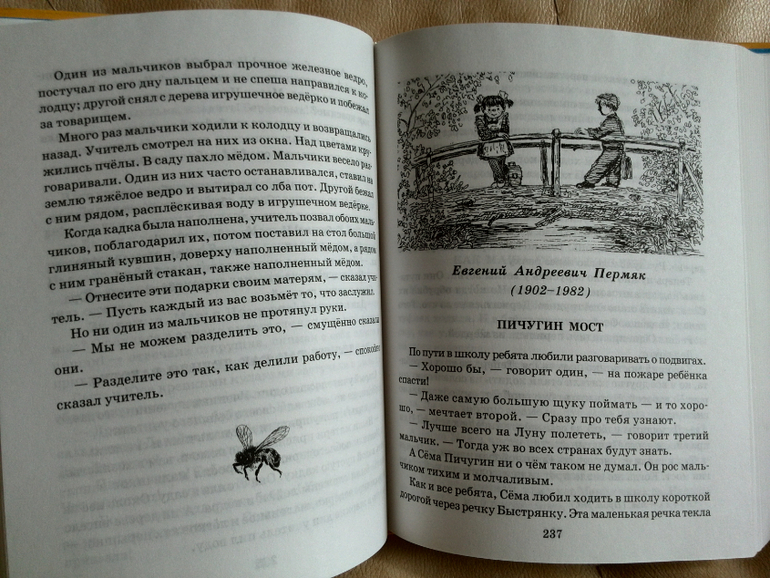 Один из мальчиков выбрал прочное железное ведро,
постучал по его дну пальцем и не спеша направился к ко-
лодцу; другой снял с дерева игрушечное ведёрко и побежал
за товарищем.
Много раз мальчики ходили к колодцу и возвращались
назад. Учитель смотрел на них из окна. Над цветами кру-
жились пчёлы. В саду пахло мёдом. Мальчики весело раз-
говаривали. Один из них часто останавливался, ставил на
землю тяжёлое ведро и вытирал со лба пот. Другой бежал
с ним рядом, расплёскивая воду в игрушечном ведёрке.
Когда кадка была наполнена, учитель позвал обоих маль-
чиков, поблагодарил их, потом поставил на стол большой
глиняный кувшин, доверху наполненный мёдом, а рядом
с ним гранёный стакан, также наполненный мёдом.
— Отнесите эти подарки своим матерям, — сказал учи-
тель. — Пусть каждый из вас возьмёт то, что заслужил.
Но ни один из мальчиков не протянул руки.
— Мы не можем разделить это, — смущённо сказали
они.
— Разделите это так, как делили работу, — спокойно
сказал учитель.
Евгений Андреевич Пермяк
(1902–1982)
ПИЧУГИН МОСТ
По пути в школу ребята любили разговаривать о подвигах.
— Хорошо бы, — говорит один, — на пожаре ребёнка
спасти!
— Даже самую большую щуку поймать — и то хоро-
шо, — мечтает второй. — Сразу про тебя узнают.
— Лучше всего на Луну полететь, — говорит третий
мальчик. — Тогда уж во всех странах будут знать.
А Сёма Пичугин ни о чём таком не думал. Он рос маль-
чиком тихим и молчаливым.
Как и все ребята, Сёма любил ходить в школу короткой
дорогой через речку Быстрянку. Эта маленькая речка текла
237